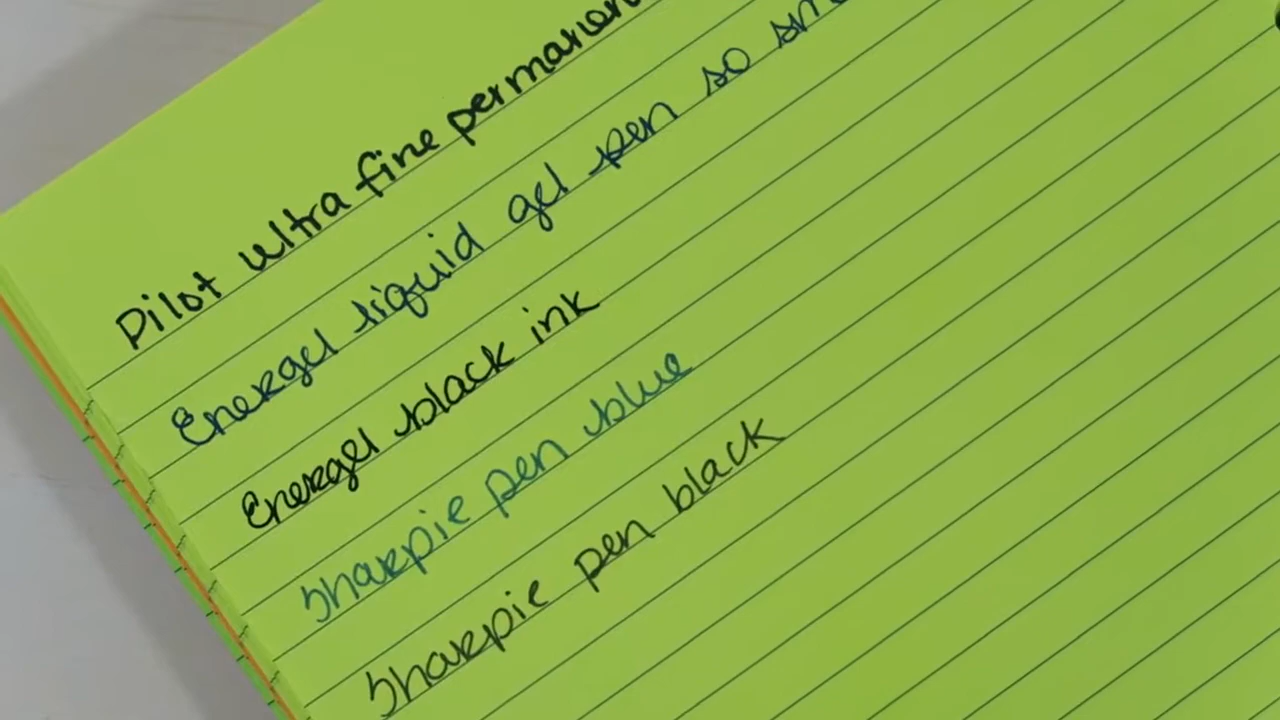 Pilot ultra fine
Energel liquid gel pen so
Energel black ink
Sharpie pen blue
Sharpie pen black